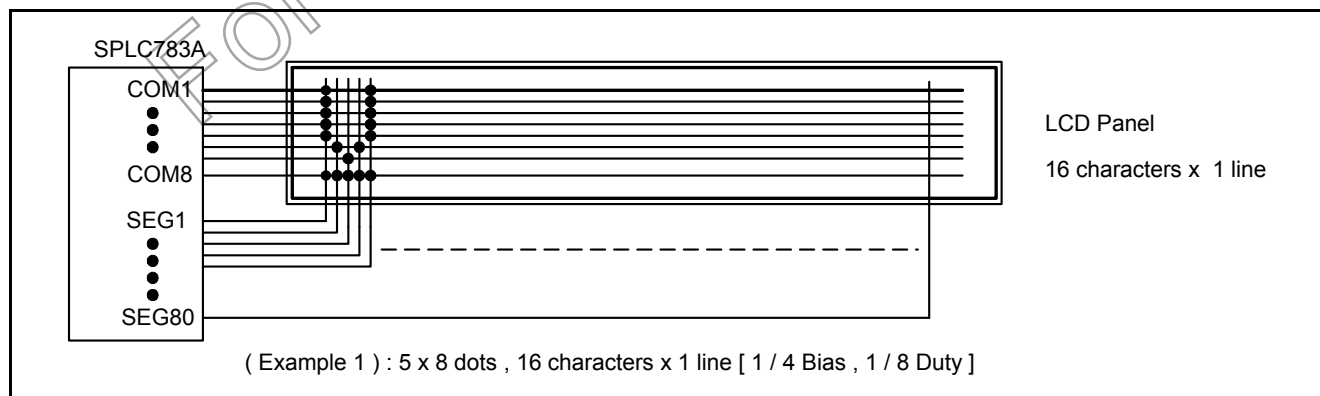 FO
SPLC783A
COM1
COM8
SEG1
SEG80
LCD Panel
16 characters x 1 line
( Example 1 ) : 5 x 8 dots , 16 characters x 1 line [ 1 / 4 Bias , 1 / 8 Duty ]